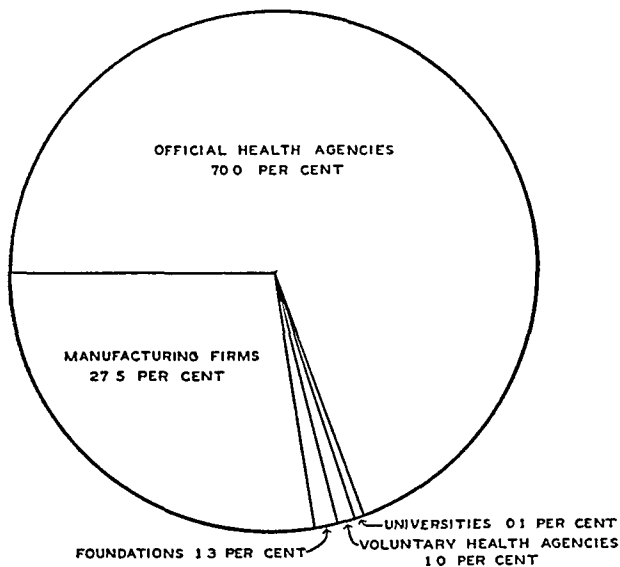 OFFICIAL HEALTH AGENCIES
70 0 PER CENT
MANUFACTURING FIRMS
27 5 PER CENT
UNIVERSITIES 0 1 PER CENT
FOUNDATIONS 1 3 PER CENT
VOLUNTARY HEALTH AGENCIES
1 0 PER CENT